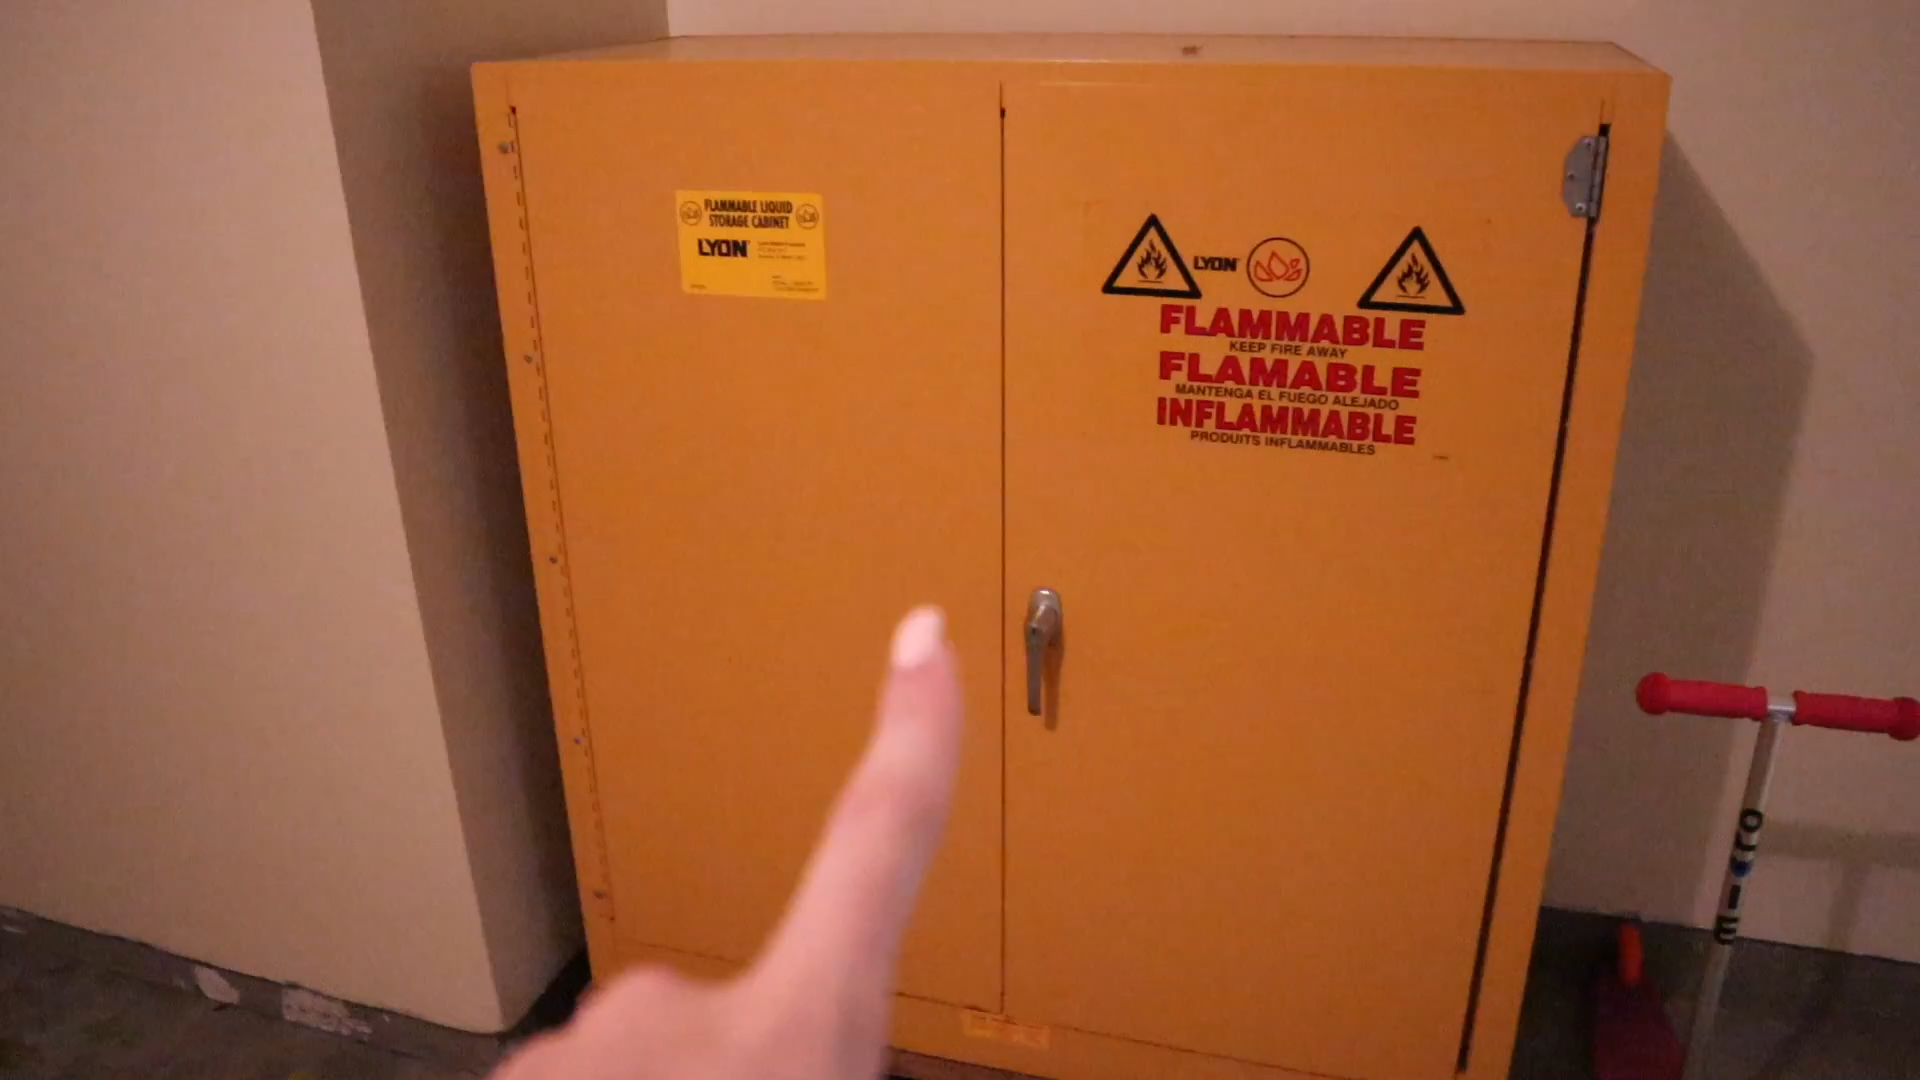 FLAMMABLE LIQUID
STORAGE CABINET
LYON
LYON
FLAMMABLE
KEEP FIRE AWAY
FLAMABLE
MANTENGA EL FUEGO ALEJADO
INFLAMMABLE
PRODUITS INFLAMMABLES